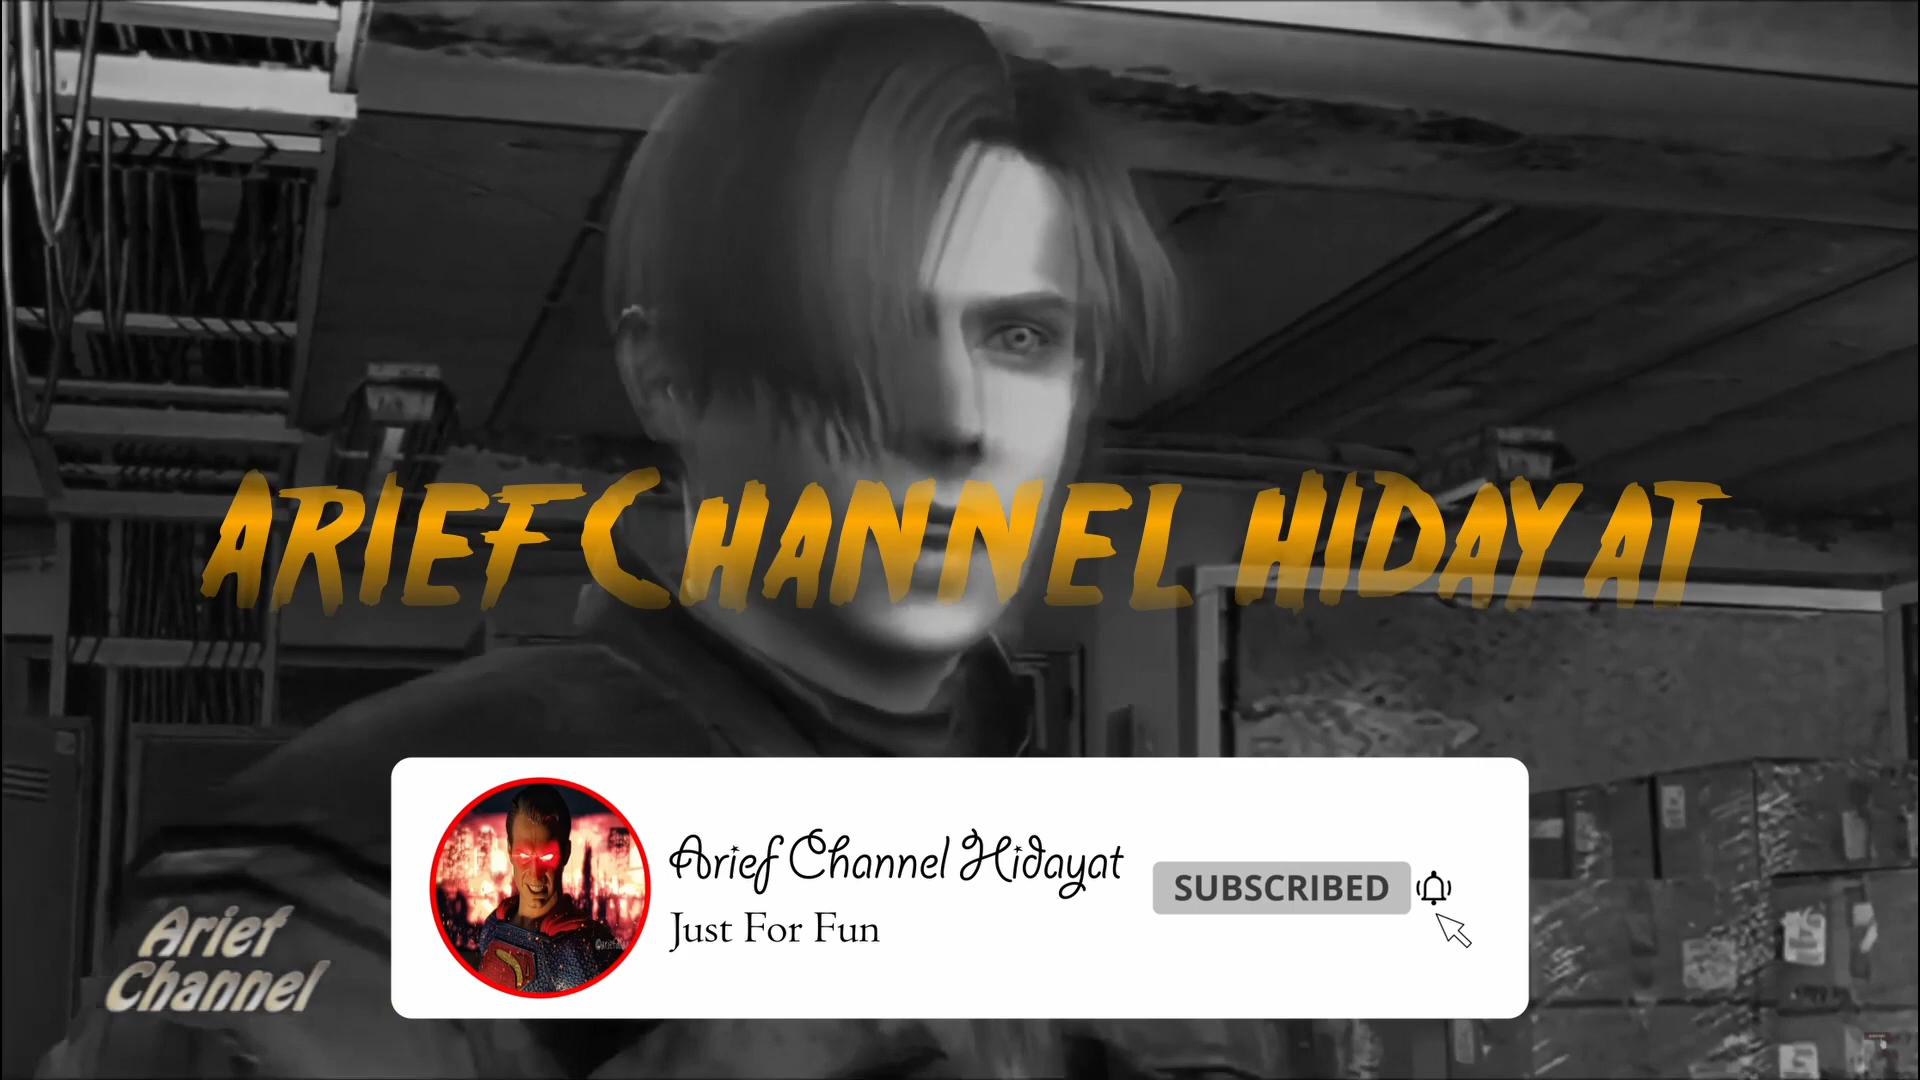 ARIEF CHANNEL HIDAYAT
Arief Channel Hidayat
Just For Fun
SUBSCRIBED
Arief
Channel